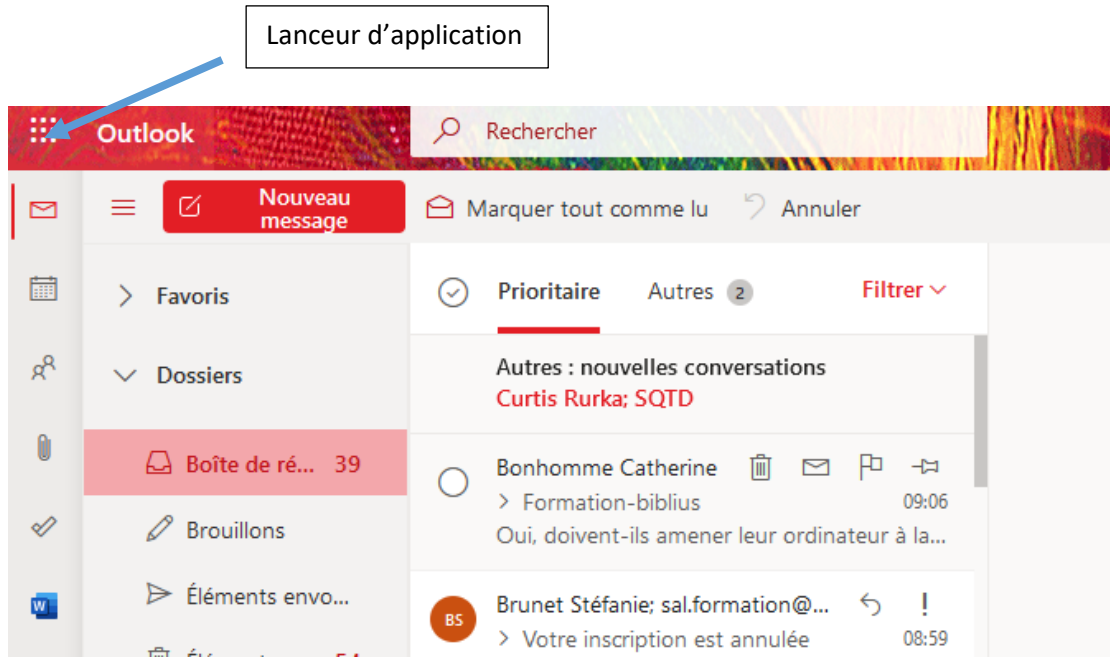 Lanceur d’application
Outlook
Rechercher
Nouveau
message
Marquer tout comme lu
Annuler
Favoris
Dossiers
Boîte de ré... 39
Brouillons
Éléments envo...
Prioritaire
Autres 2
Filtrer
Autres : nouvelles conversations
Curtis Rurka; SQTD
Bonhomme Catherine
> Formation-biblius 09:06
Oui, doivent-ils amener leur ordinateur à la...
BS
Brunet Stéfanie; sal.formation@... !
> Votre inscription est annulée 08:59
W